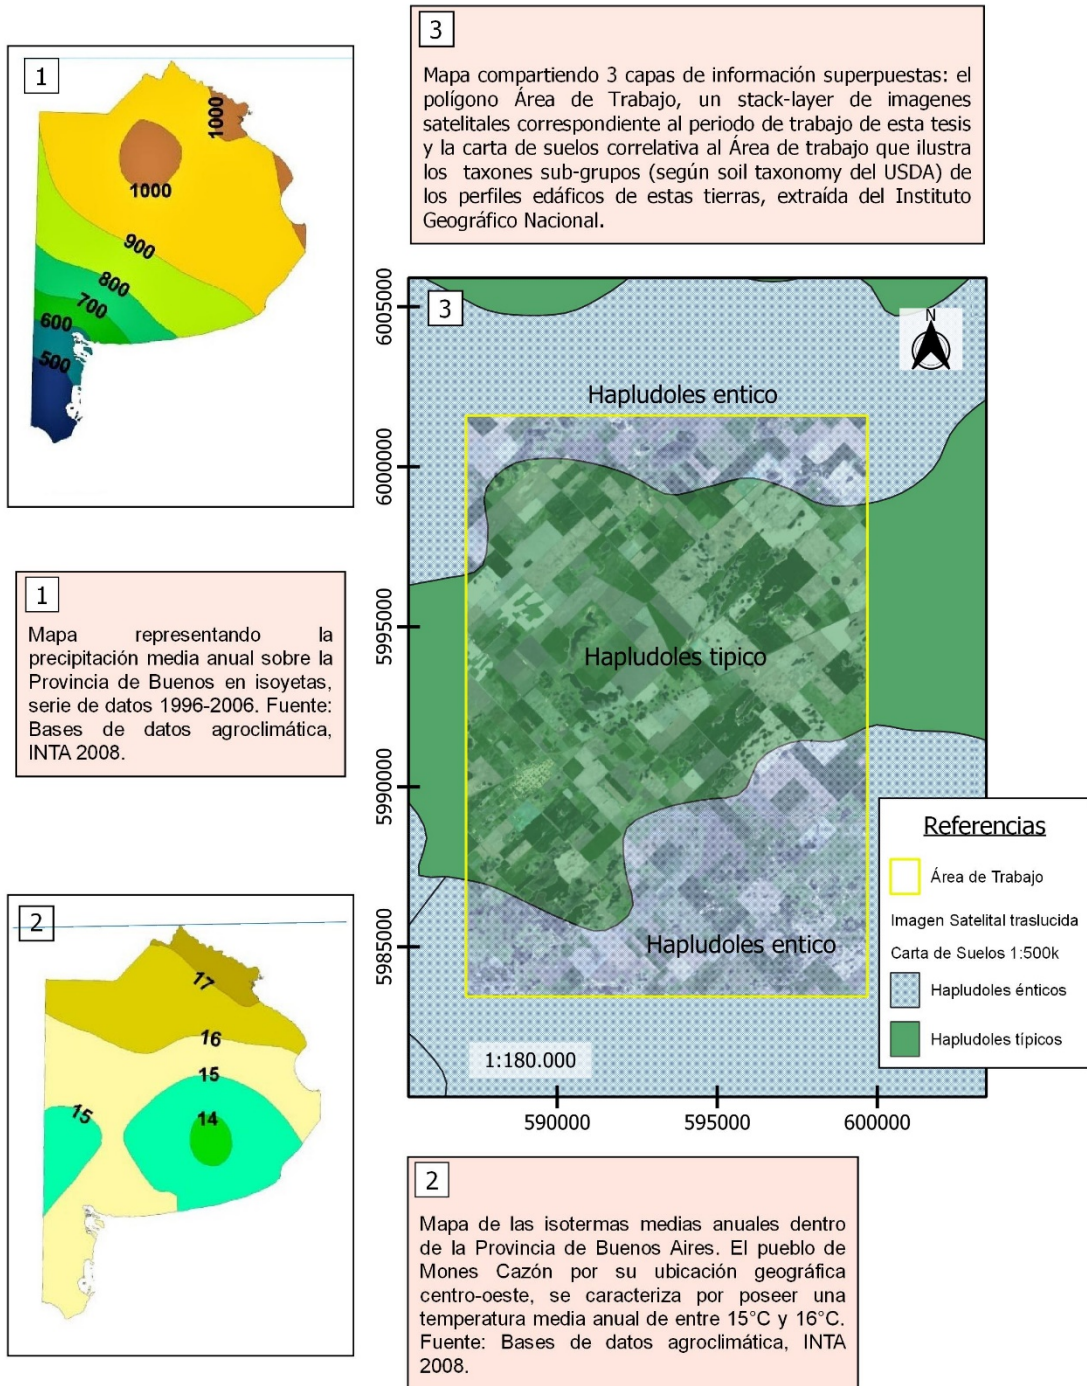 1
1000
1000
900
800
700
600
500
1
Mapa representando la
precipitación media anual sobre la
Provincia de Buenos en isoyetas,
serie de datos 1996-2006. Fuente:
Bases de datos agroclimática,
INTA 2008.
2
17
16
15
15
14
3
Mapa compartiendo 3 capas de información superpuestas: el
polígono Área de Trabajo, un stack-layer de imagenes
satelitales correspondiente al periodo de trabajo de esta tesis
y la carta de suelos correlativa al Área de trabajo que ilustra
los taxones sub-grupos (según soil taxonomy del USDA) de
los perfiles edáficos de estas tierras, extraída del Instituto
Geográfico Nacional.
3
N
6005000
6000000
5995000
5990000
5985000
Hapludoles entico
Hapludoles tipico
Hapludoles entico
1:180.000
590000
595000
600000
Referencias
Área de Trabajo
Imagen Satelital traslucida
Carta de Suelos 1:500k
Hapludoles énticos
Hapludoles típicos
2
Mapa de las isotermas medias anuales dentro
de la Provincia de Buenos Aires. El pueblo de
Mones Cazón por su ubicación geográfica
centro-oeste, se caracteriza por poseer una
temperatura media anual de entre 15°C y 16°C.
Fuente: Bases de datos agroclimática, INTA
2008.